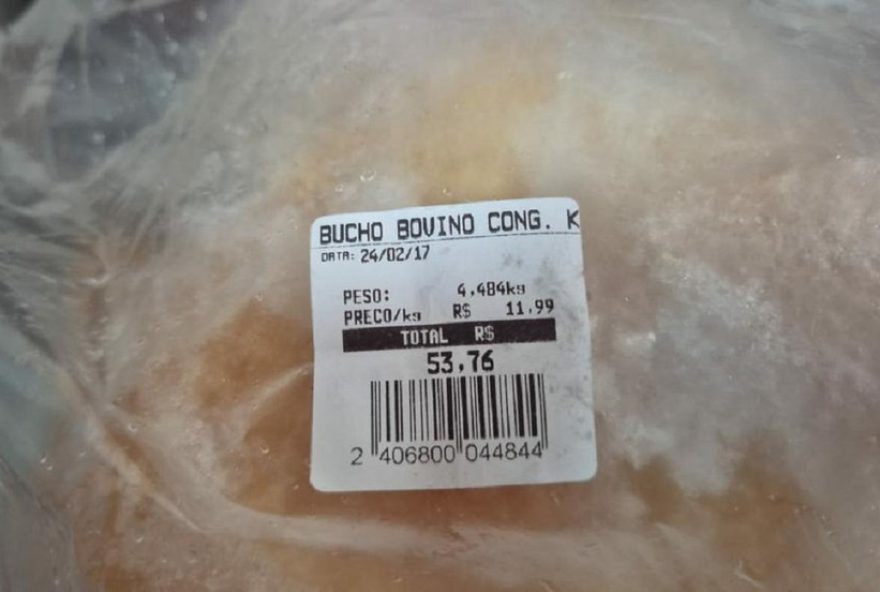 BUCHO BOVINO CONG. K
DATA: 24/02/17
PESO: 4,484kg
PRECO/kg R$ 11,99
TOTAL R$
53,76
2 406800 044844